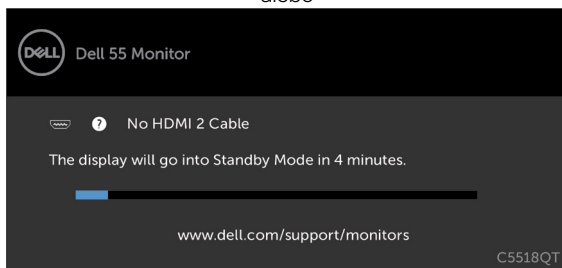 DELL Dell 55 Monitor
? No HDMI 2 Cable
The display will go into Standby Mode in 4 minutes.
www.dell.com/support/monitors
C5518QT